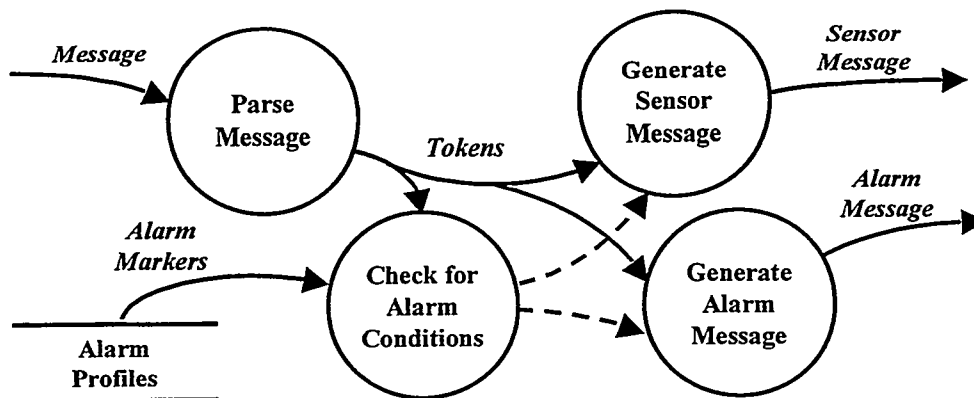 Message
Parse
Message
Tokens
Generate
Sensor
Message
Sensor
Message
Alarm
Markers
Check for
Alarm
Conditions
Generate
Alarm
Message
Alarm
Message
Alarm
Profiles